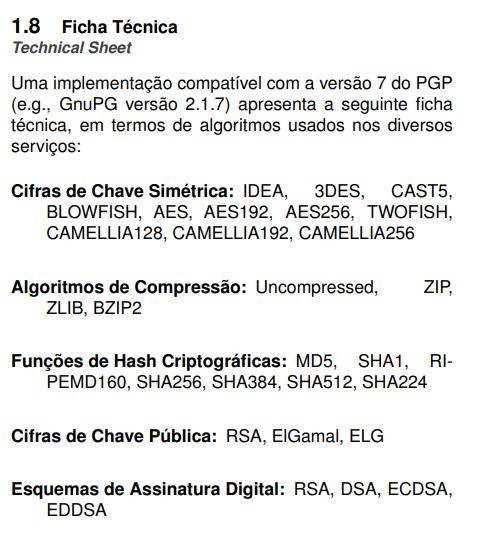 1.8 Ficha Técnica
Technical Sheet
Uma implementação compatível com a versão 7 do PGP
(e.g., GnuPG versão 2.1.7) apresenta a seguinte ficha
técnica, em termos de algoritmos usados nos diversos
serviços:
Cifras de Chave Simétrica: IDEA, 3DES, CAST5,
BLOWFISH, AES, AES192, AES256, TWOFISH,
CAMELLIA128, CAMELLIA192, CAMELLIA256
Algoritmos de Compressão: Uncompressed, ZIP,
ZLIB, BZIP2
Funções de Hash Criptográficas: MD5, SHA1, RI-
PEMD160, SHA256, SHA384, SHA512, SHA224
Cifras de Chave Pública: RSA, ElGamal, ELG
Esquemas de Assinatura Digital: RSA, DSA, ECDSA,
EDDSA